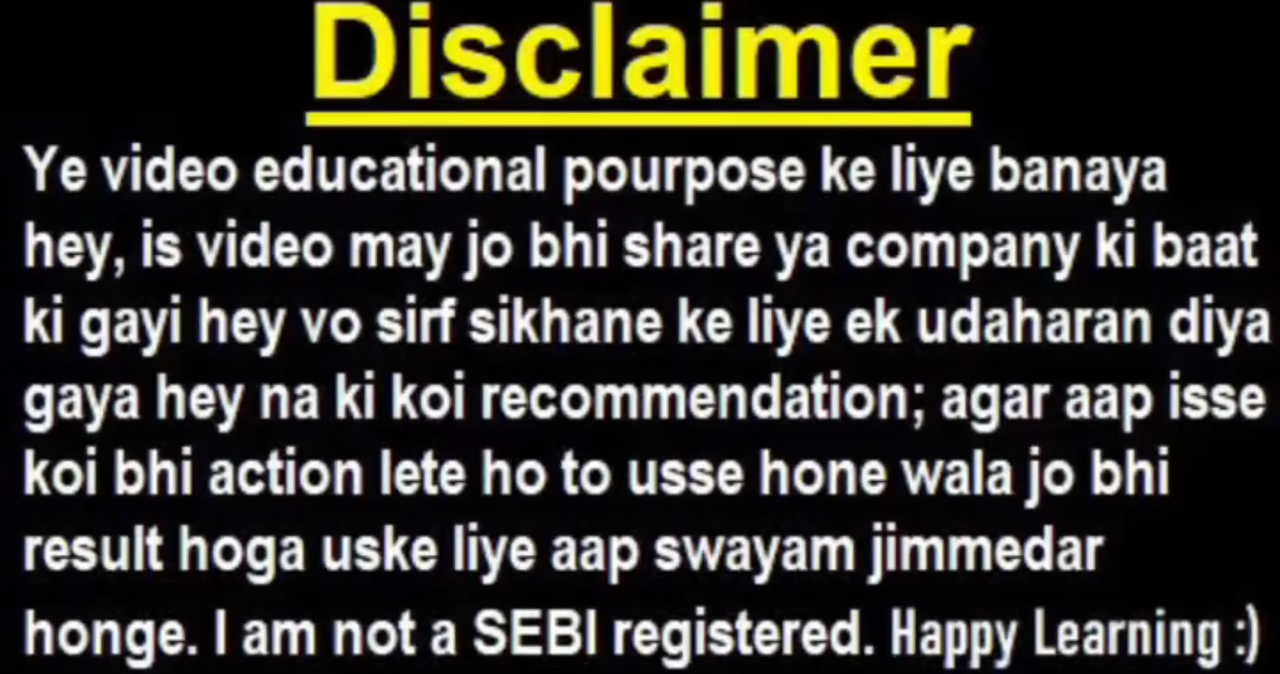 Disclaimer
Ye video educational pourpose ke liye banaya
hey, is video may jo bhi share ya company ki baat
ki gayi hey vo sirf sikhane ke liye ek udaharan diya
gaya hey na ki koi recommendation; agar aap isse
koi bhi action lete ho to usse hone wala jo bhi
result hoga uske liye aap swayam jimmedar
honge. I am not a SEBI registered. Happy Learning :)